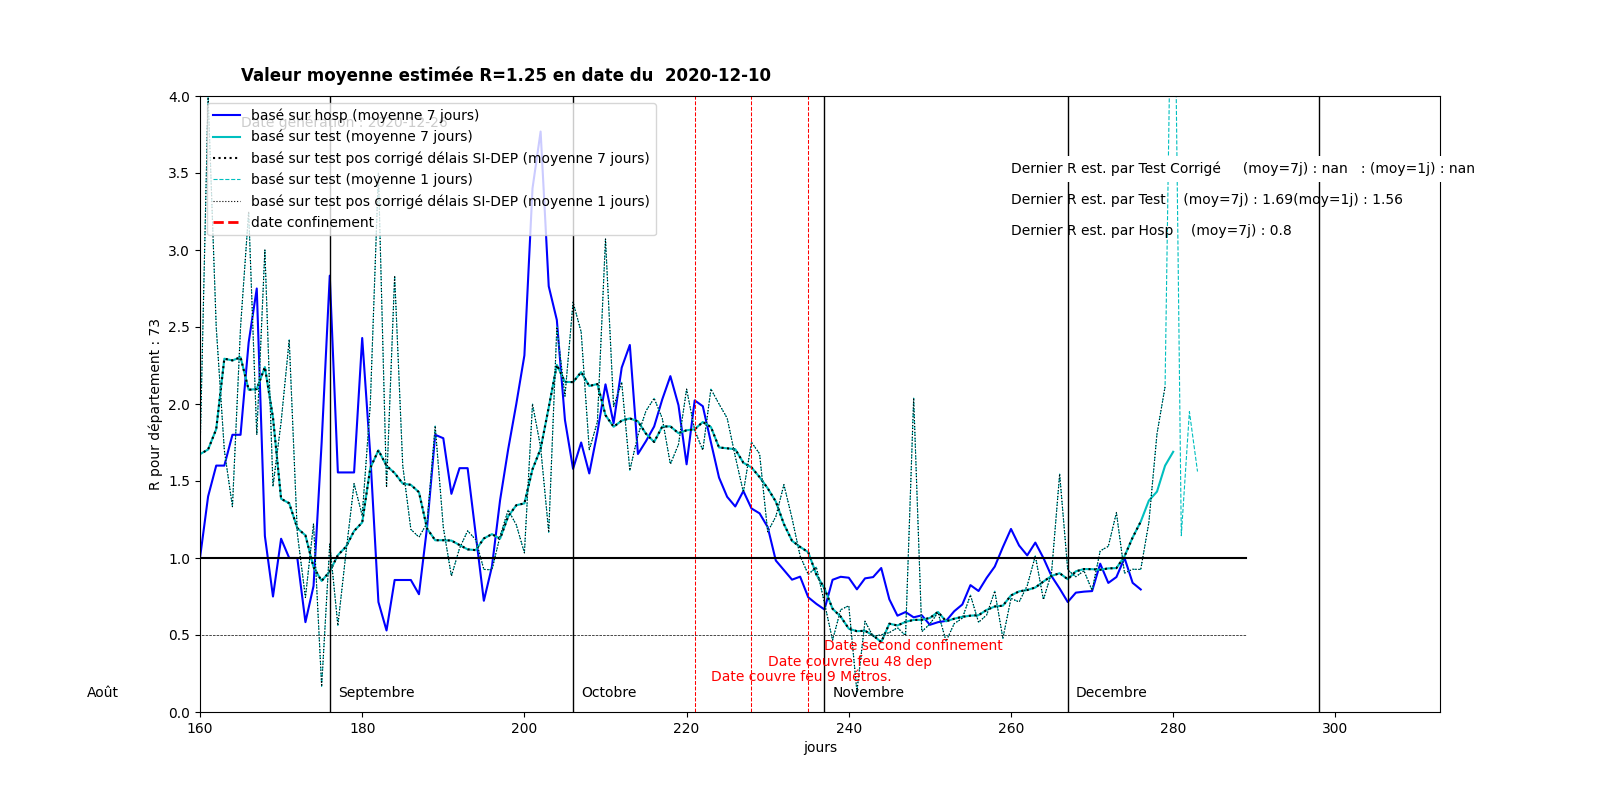 Valeur moyenne estimée R=1.25 en date du  2020-12-10
basé sur hosp (moyenne 7 jours)
basé sur test (moyenne 7 jours)
basé sur test pos corrigé délais SI-DEP (moyenne 7 jours)
basé sur test (moyenne 1 jours)
basé sur test pos corrigé délais SI-DEP (moyenne 1 jours)
date confinement
Dernier R est. par Test Corrigé     (moy=7j) : nan   : (moy=1j) : nan
Dernier R est. par Test    (moy=7j) : 1.69(moy=1j) : 1.56
Dernier R est. par Hosp    (moy=7j) : 0.8
R pour département : 73
4.0
3.5
3.0
2.5
2.0
1.5
1.0
0.5
0.0
Date second confinement
Date couvre feu 48 dep
Date couvre feu 9 Métros.
Août
Septembre
Octobre
Novembre
Decembre
160
180
200
220
240
260
280
300
jours